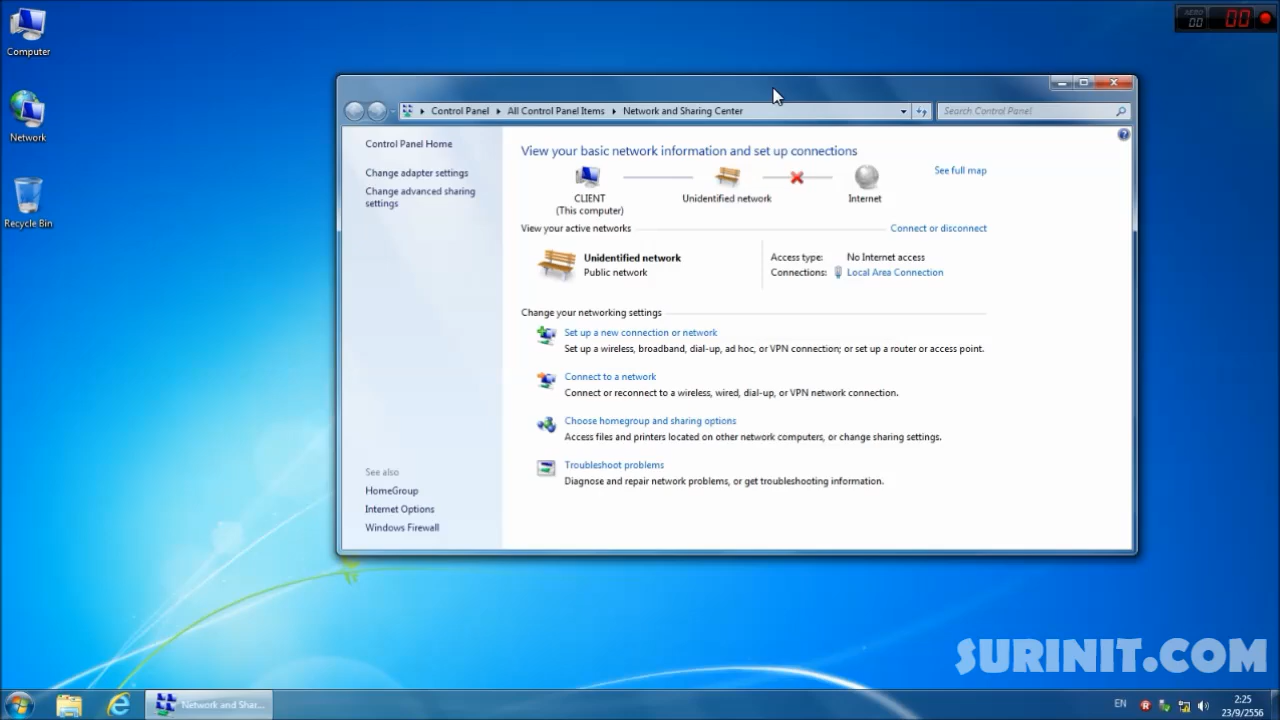 Computer
Network
Recycle Bin
AERO
00
00
Control Panel
All Control Panel Items
Network and Sharing Center
Search Control Panel
Control Panel Home
Change adapter settings
Change advanced sharing
settings
See also
HomeGroup
Internet Options
Windows Firewall
View your basic network information and set up connections
See full map
CLIENT
(This computer)
Unidentified network
Internet
View your active networks
Connect or disconnect
Unidentified network
Public network
Access type: No Internet access
Connections: Local Area Connection
Change your networking settings
Set up a new connection or network
Set up a wireless, broadband, dial-up, ad hoc, or VPN connection; or set up a router or access point.
Connect to a network
Connect or reconnect to a wireless, wired, dial-up, or VPN network connection.
Choose homegroup and sharing options
Access files and printers located on other network computers, or change sharing settings.
Troubleshoot problems
Diagnose and repair network problems, or get troubleshooting information.
SURINIT.COM
Network and Shar...
EN
2:25
23/9/2556